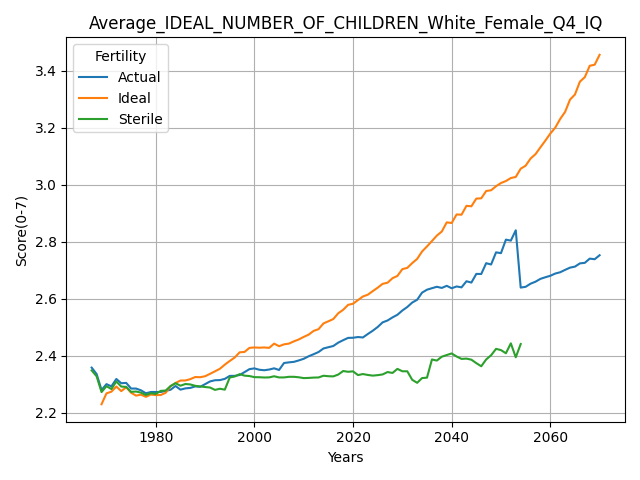 Average_IDEAL_NUMBER_OF_CHILDREN_White_Female_Q4_IQ
Fertility
Actual
Ideal
Sterile
Score(0-7)
3.4
3.2
3.0
2.8
2.6
2.4
2.2
1980
2000
2020
2040
2060
Years